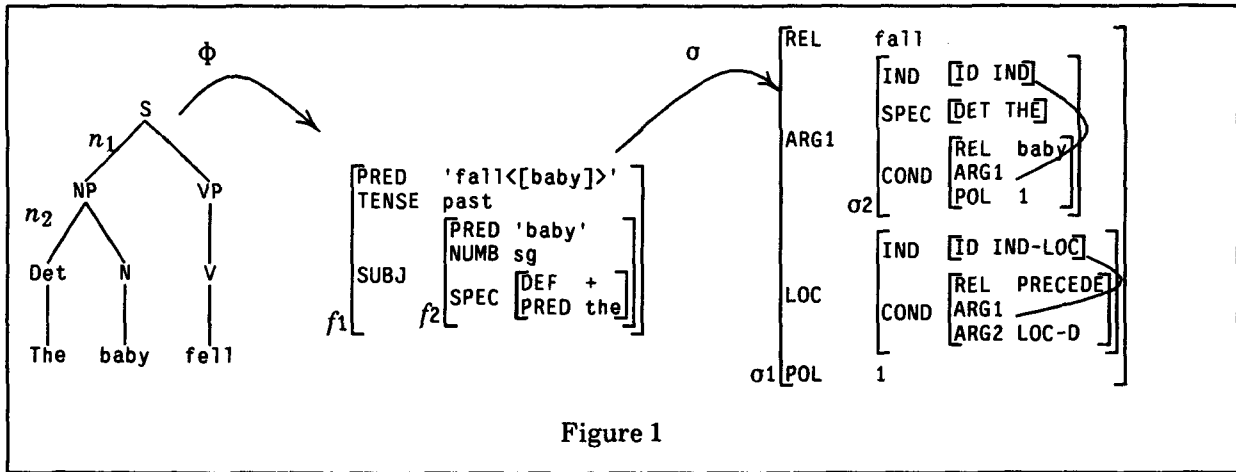 Φ
S
n1
NP VP
n2
Det N V
The baby fell
PRED 'fall<[baby]>'
TENSE past
SUBJ
PRED 'baby'
NUMB sg
SPEC
DEF +
PRED the
f1
f2
σ
REL fall
ARG1
IND [ID IND]
SPEC [DET THE]
COND
REL baby
ARG1
POL 1
σ2
LOC
IND [ID IND-LOC]
COND
REL PRECEDE
ARG1
ARG2 LOC-D
σ1 POL 1
Figure 1